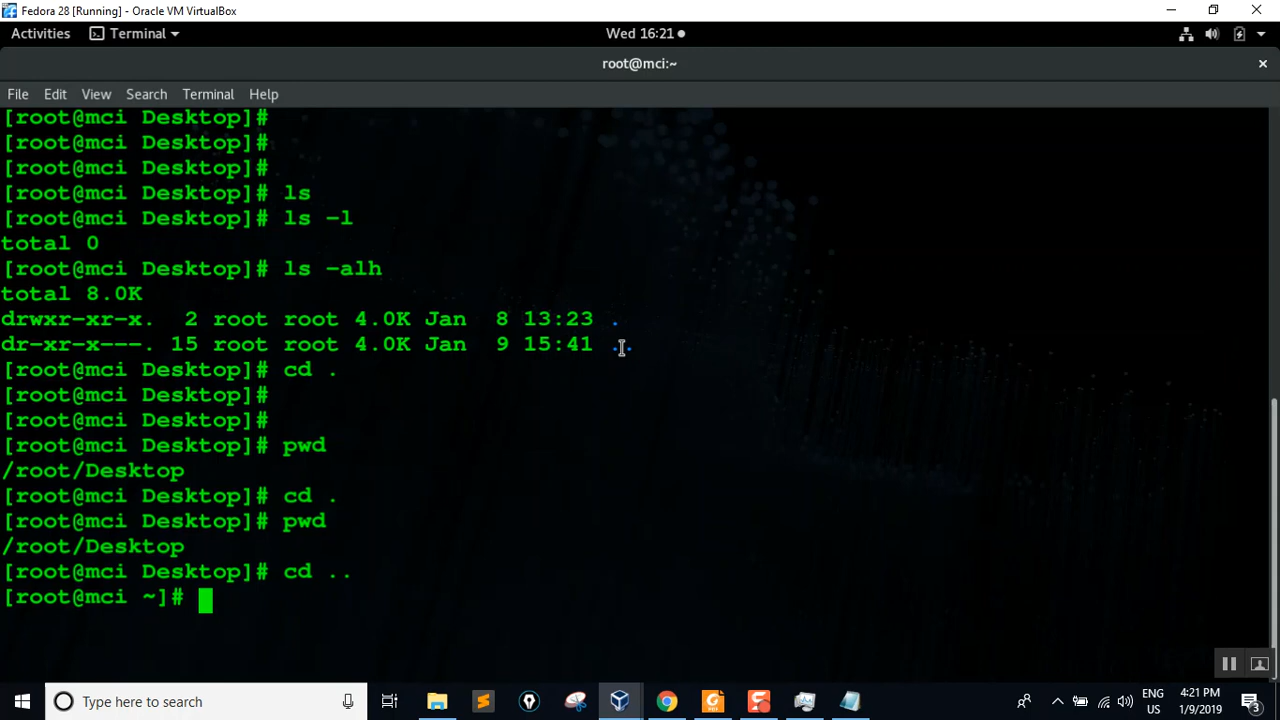 Fedora 28 [Running] - Oracle VM VirtualBox
Activities Terminal Wed 16:21
root@mci:~
File Edit View Search Terminal Help
[root@mci Desktop]#
[root@mci Desktop]#
[root@mci Desktop]#
[root@mci Desktop]# ls
[root@mci Desktop]# ls -l
total 0
[root@mci Desktop]# ls -alh
total 8.0K
drwxr-xr-x.  2 root root 4.0K Jan  8 13:23 .
dr-xr-x---. 15 root root 4.0K Jan  9 15:41 ..
[root@mci Desktop]# cd .
[root@mci Desktop]#
[root@mci Desktop]#
[root@mci Desktop]# pwd
/root/Desktop
[root@mci Desktop]# cd .
[root@mci Desktop]# pwd
/root/Desktop
[root@mci Desktop]# cd ..
[root@mci ~]#
Type here to search
ENG
US
4:21 PM
1/9/2019
3